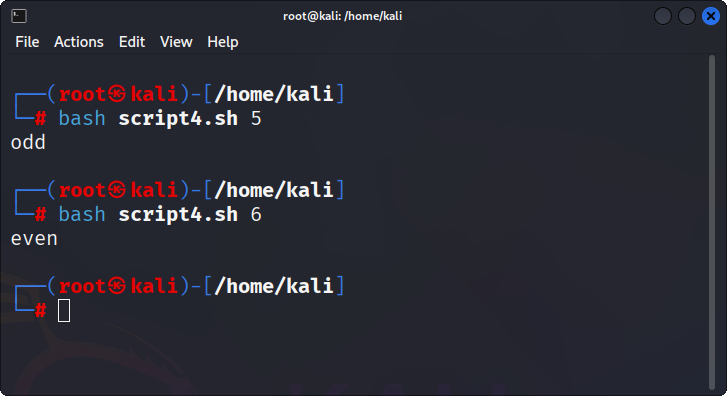 root@kali: /home/kali
File Actions Edit View Help
┌──(root㉿kali)-[/home/kali]
└─# bash script4.sh 5
odd
┌──(root㉿kali)-[/home/kali]
└─# bash script4.sh 6
even
┌──(root㉿kali)-[/home/kali]
└─#